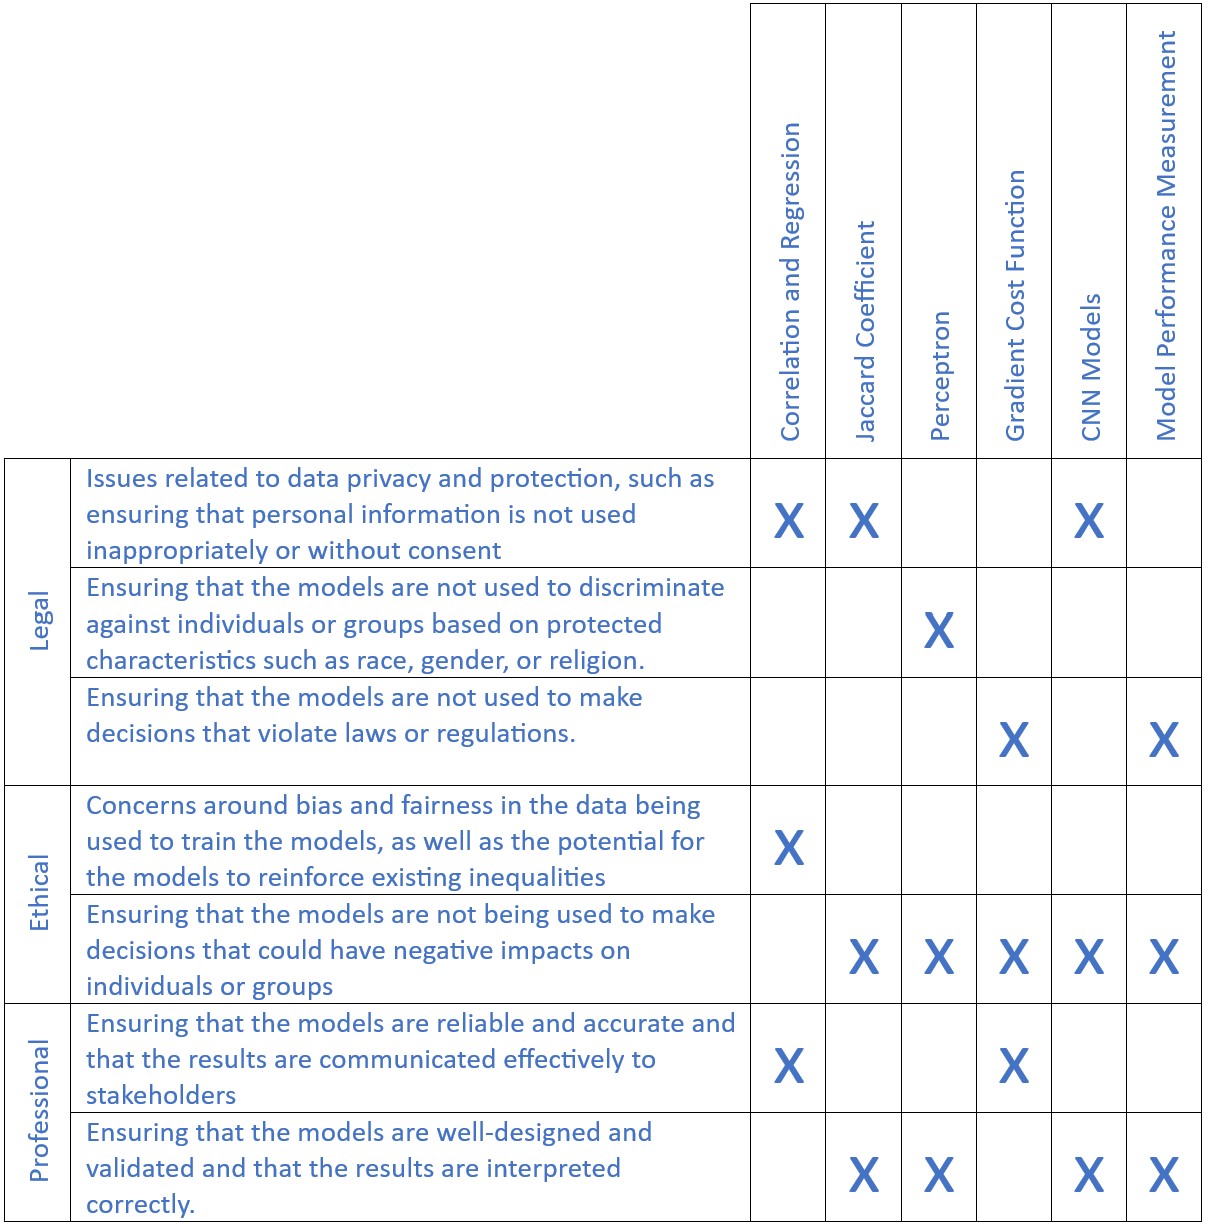 Correlation and Regression
Jaccard Coefficient
Perceptron
Gradient Cost Function
CNN Models
Model Performance Measurement
Legal
Issues related to data privacy and protection, such as
ensuring that personal information is not used
inappropriately or without consent
X X X
Ensuring that the models are not used to discriminate
against individuals or groups based on protected
characteristics such as race, gender, or religion.
X
Ensuring that the models are not used to make
decisions that violate laws or regulations.
X X
Ethical
Concerns around bias and fairness in the data being
used to train the models, as well as the potential for
the models to reinforce existing inequalities
X
Ensuring that the models are not being used to make
decisions that could have negative impacts on
individuals or groups
X X X X X
Professional
Ensuring that the models are reliable and accurate and
that the results are communicated effectively to
stakeholders
X X
Ensuring that the models are well-designed and
validated and that the results are interpreted
correctly.
X X X X